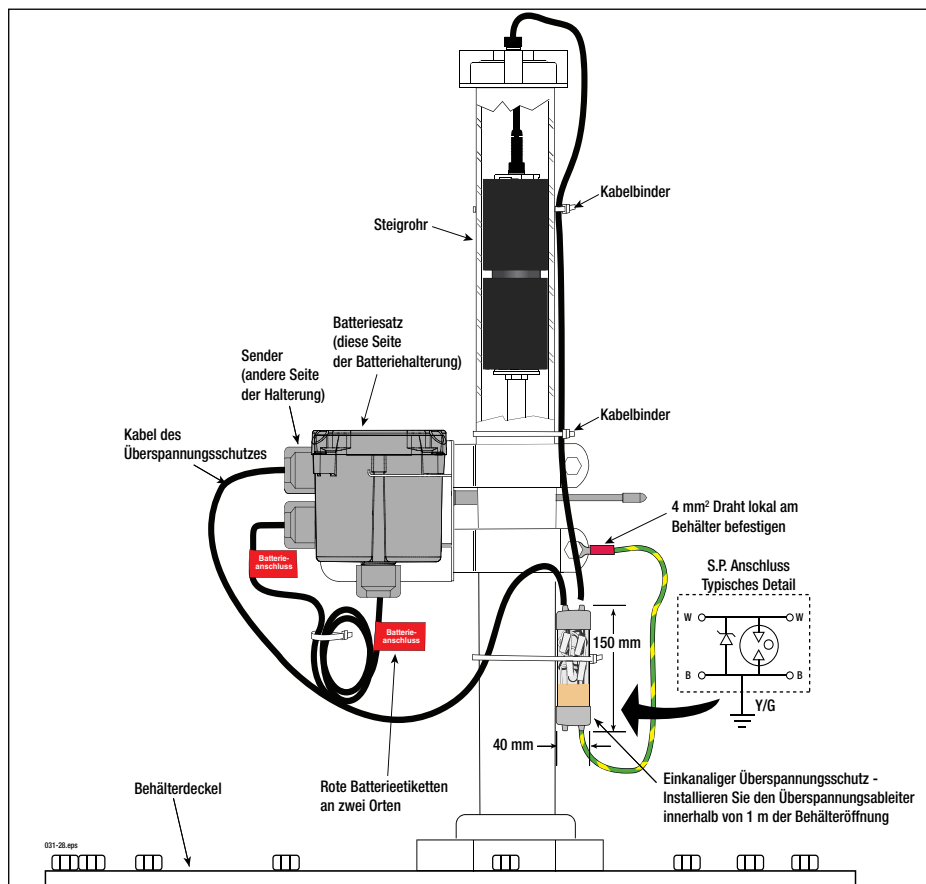 Kabelbinder
Steigrohr
Batteriesatz
(diese Seite
der Batteriehalterung)
Sender
(andere Seite
der Halterung)
Kabelbinder
Kabel des
Überspannungsschutzes
4 mm² Draht lokal am
Behälter befestigen
Batterie-
anschluss
S.P. Anschluss
Typisches Detail
W
W
B
B
Y/G
Batterie-
anschluss
150 mm
40 mm
Rote Batterieetiketten
an zwei Orten
Einkanaliger Überspannungsschutz -
Installieren Sie den Überspannungsableiter
innerhalb von 1 m der Behälteröffnung
Behälterdeckel
031-28.eps